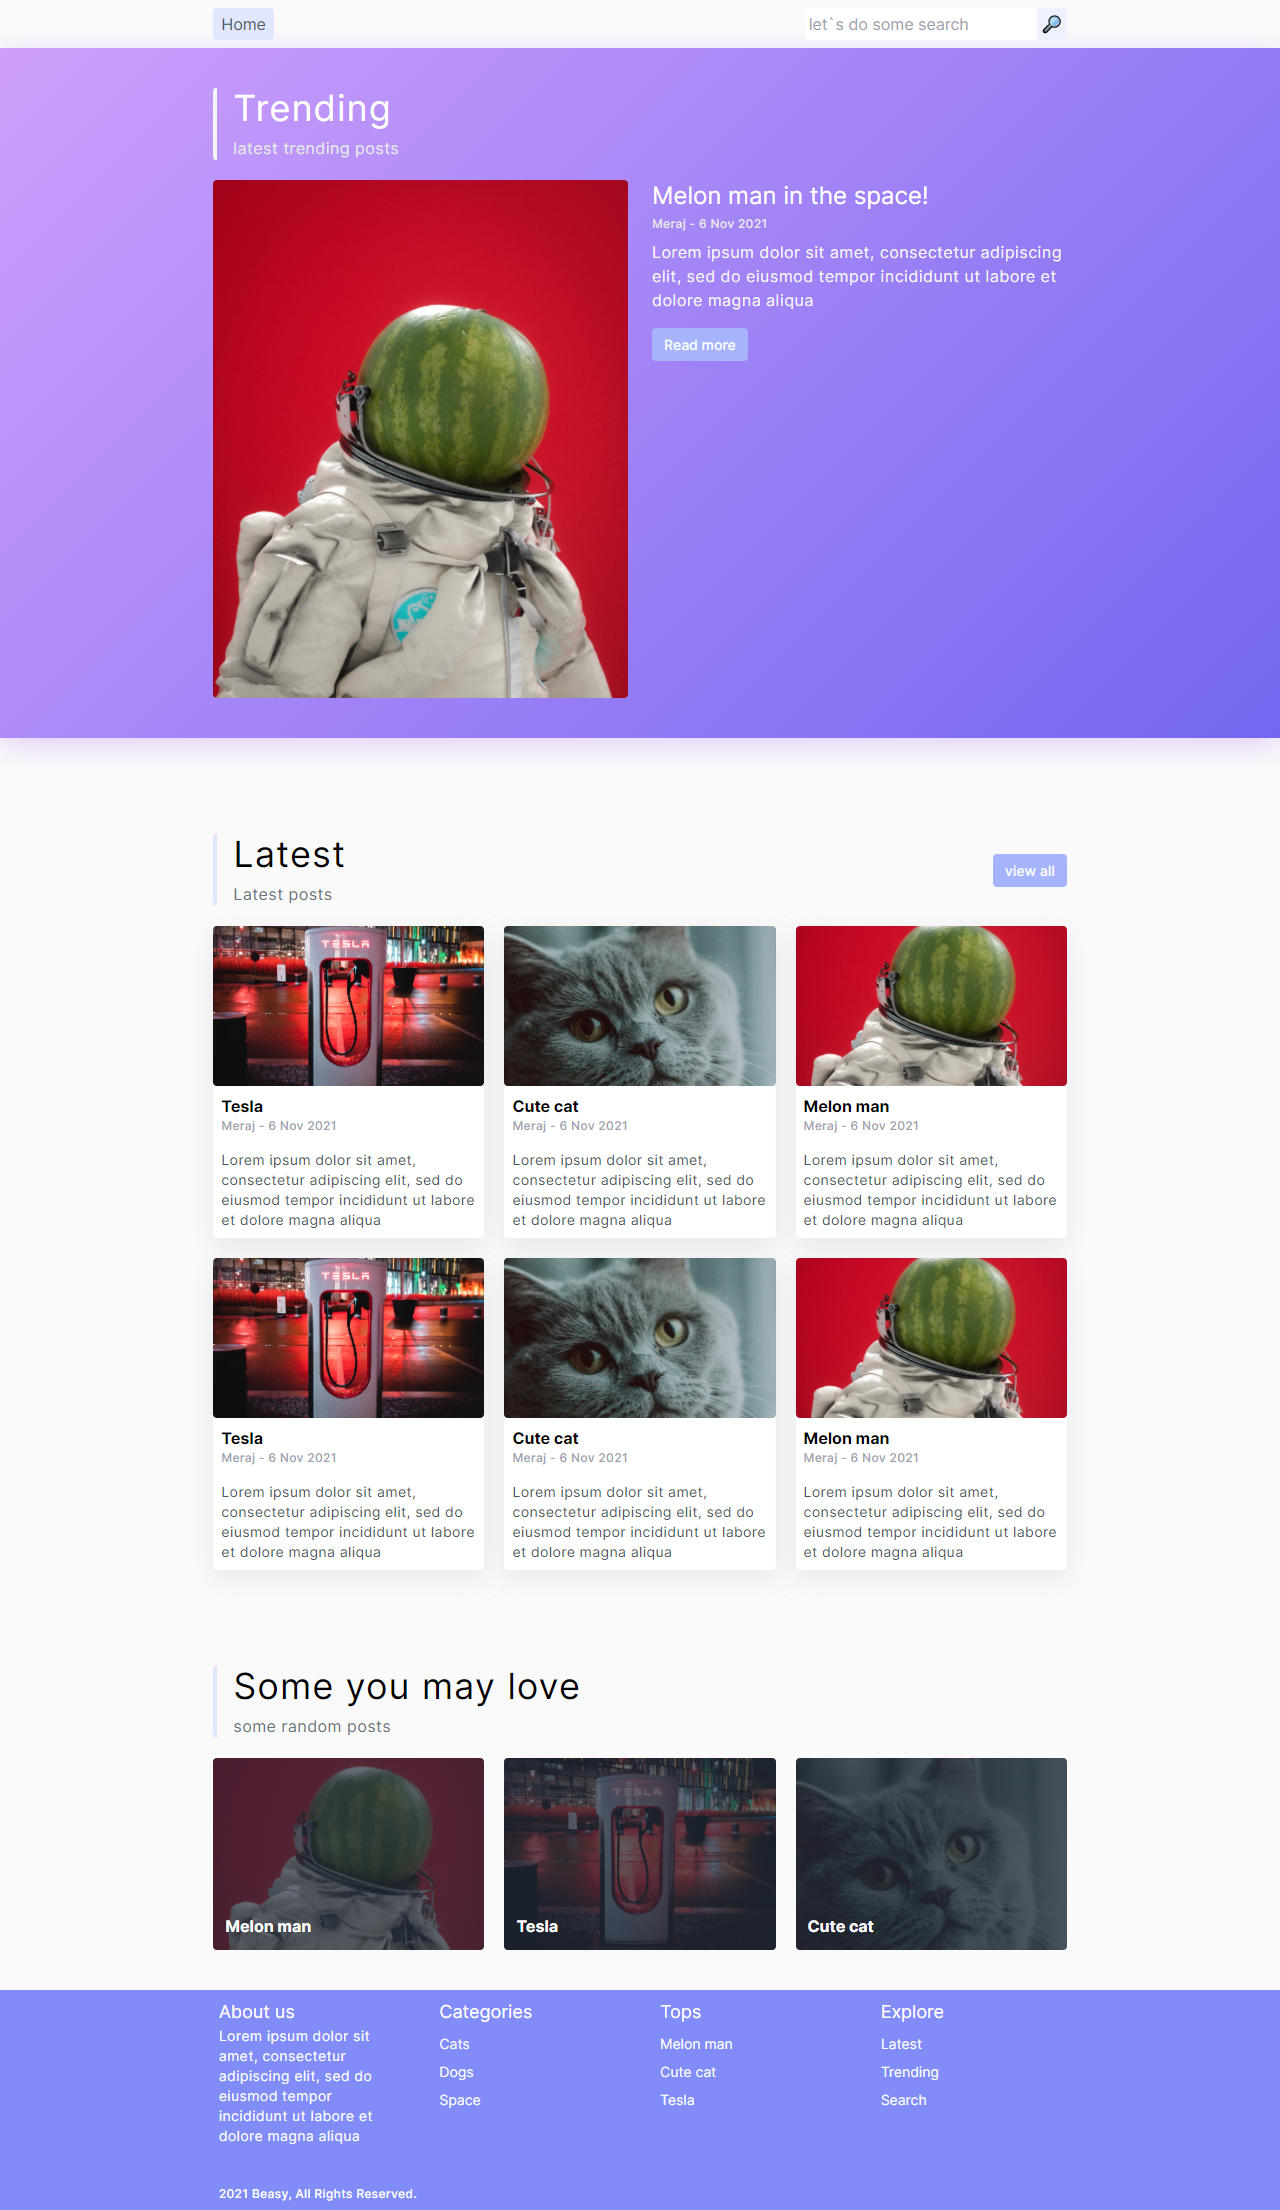 Home
let`s do some search
Trending
latest trending posts
Melon man in the space!
Meraj - 6 Nov 2021
Lorem ipsum dolor sit amet, consectetur adipiscing
elit, sed do eiusmod tempor incididunt ut labore et
dolore magna aliqua
Read more
Latest
Latest posts
view all
TESLA
Tesla
Meraj - 6 Nov 2021
Lorem ipsum dolor sit amet,
consectetur adipiscing elit, sed do
eiusmod tempor incididunt ut labore
et dolore magna aliqua
Cute cat
Meraj - 6 Nov 2021
Lorem ipsum dolor sit amet,
consectetur adipiscing elit, sed do
eiusmod tempor incididunt ut labore
et dolore magna aliqua
Melon man
Meraj - 6 Nov 2021
Lorem ipsum dolor sit amet,
consectetur adipiscing elit, sed do
eiusmod tempor incididunt ut labore
et dolore magna aliqua
TESLA
Tesla
Meraj - 6 Nov 2021
Lorem ipsum dolor sit amet,
consectetur adipiscing elit, sed do
eiusmod tempor incididunt ut labore
et dolore magna aliqua
Cute cat
Meraj - 6 Nov 2021
Lorem ipsum dolor sit amet,
consectetur adipiscing elit, sed do
eiusmod tempor incididunt ut labore
et dolore magna aliqua
Melon man
Meraj - 6 Nov 2021
Lorem ipsum dolor sit amet,
consectetur adipiscing elit, sed do
eiusmod tempor incididunt ut labore
et dolore magna aliqua
Some you may love
some random posts
Melon man
TESLA
Tesla
Cute cat
About us
Lorem ipsum dolor sit
amet, consectetur
adipiscing elit, sed do
eiusmod tempor
incididunt ut labore et
dolore magna aliqua
Categories
Cats
Dogs
Space
Tops
Melon man
Cute cat
Tesla
Explore
Latest
Trending
Search
2021 Beasy, All Rights Reserved.